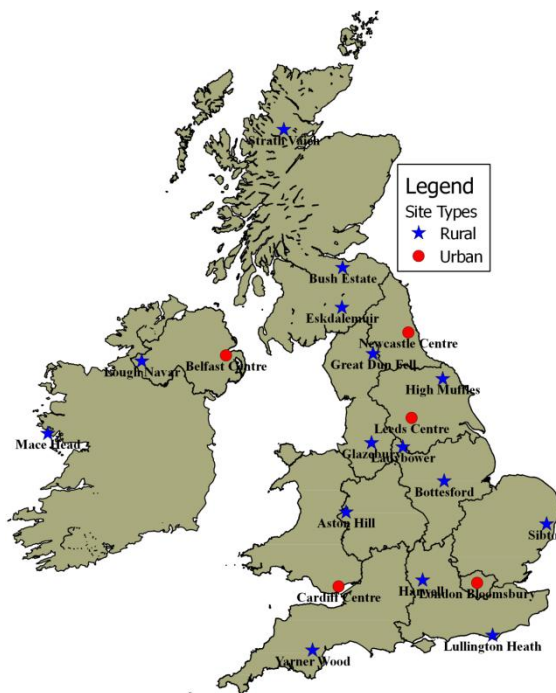 Strath Vaich
Legend
Site Types
Rural
Urban
Bush Estate
Eskdalemuir
Newcastle Centre
Great Dun Fell
Lough Navar
Belfast Centre
High Muffles
Leeds Centre
Mace Head
Glazebury
Ladybower
Bottesford
Aston Hill
Harwell
London Bloomsbury
Cardiff Centre
Lullington Heath
Yarner Wood